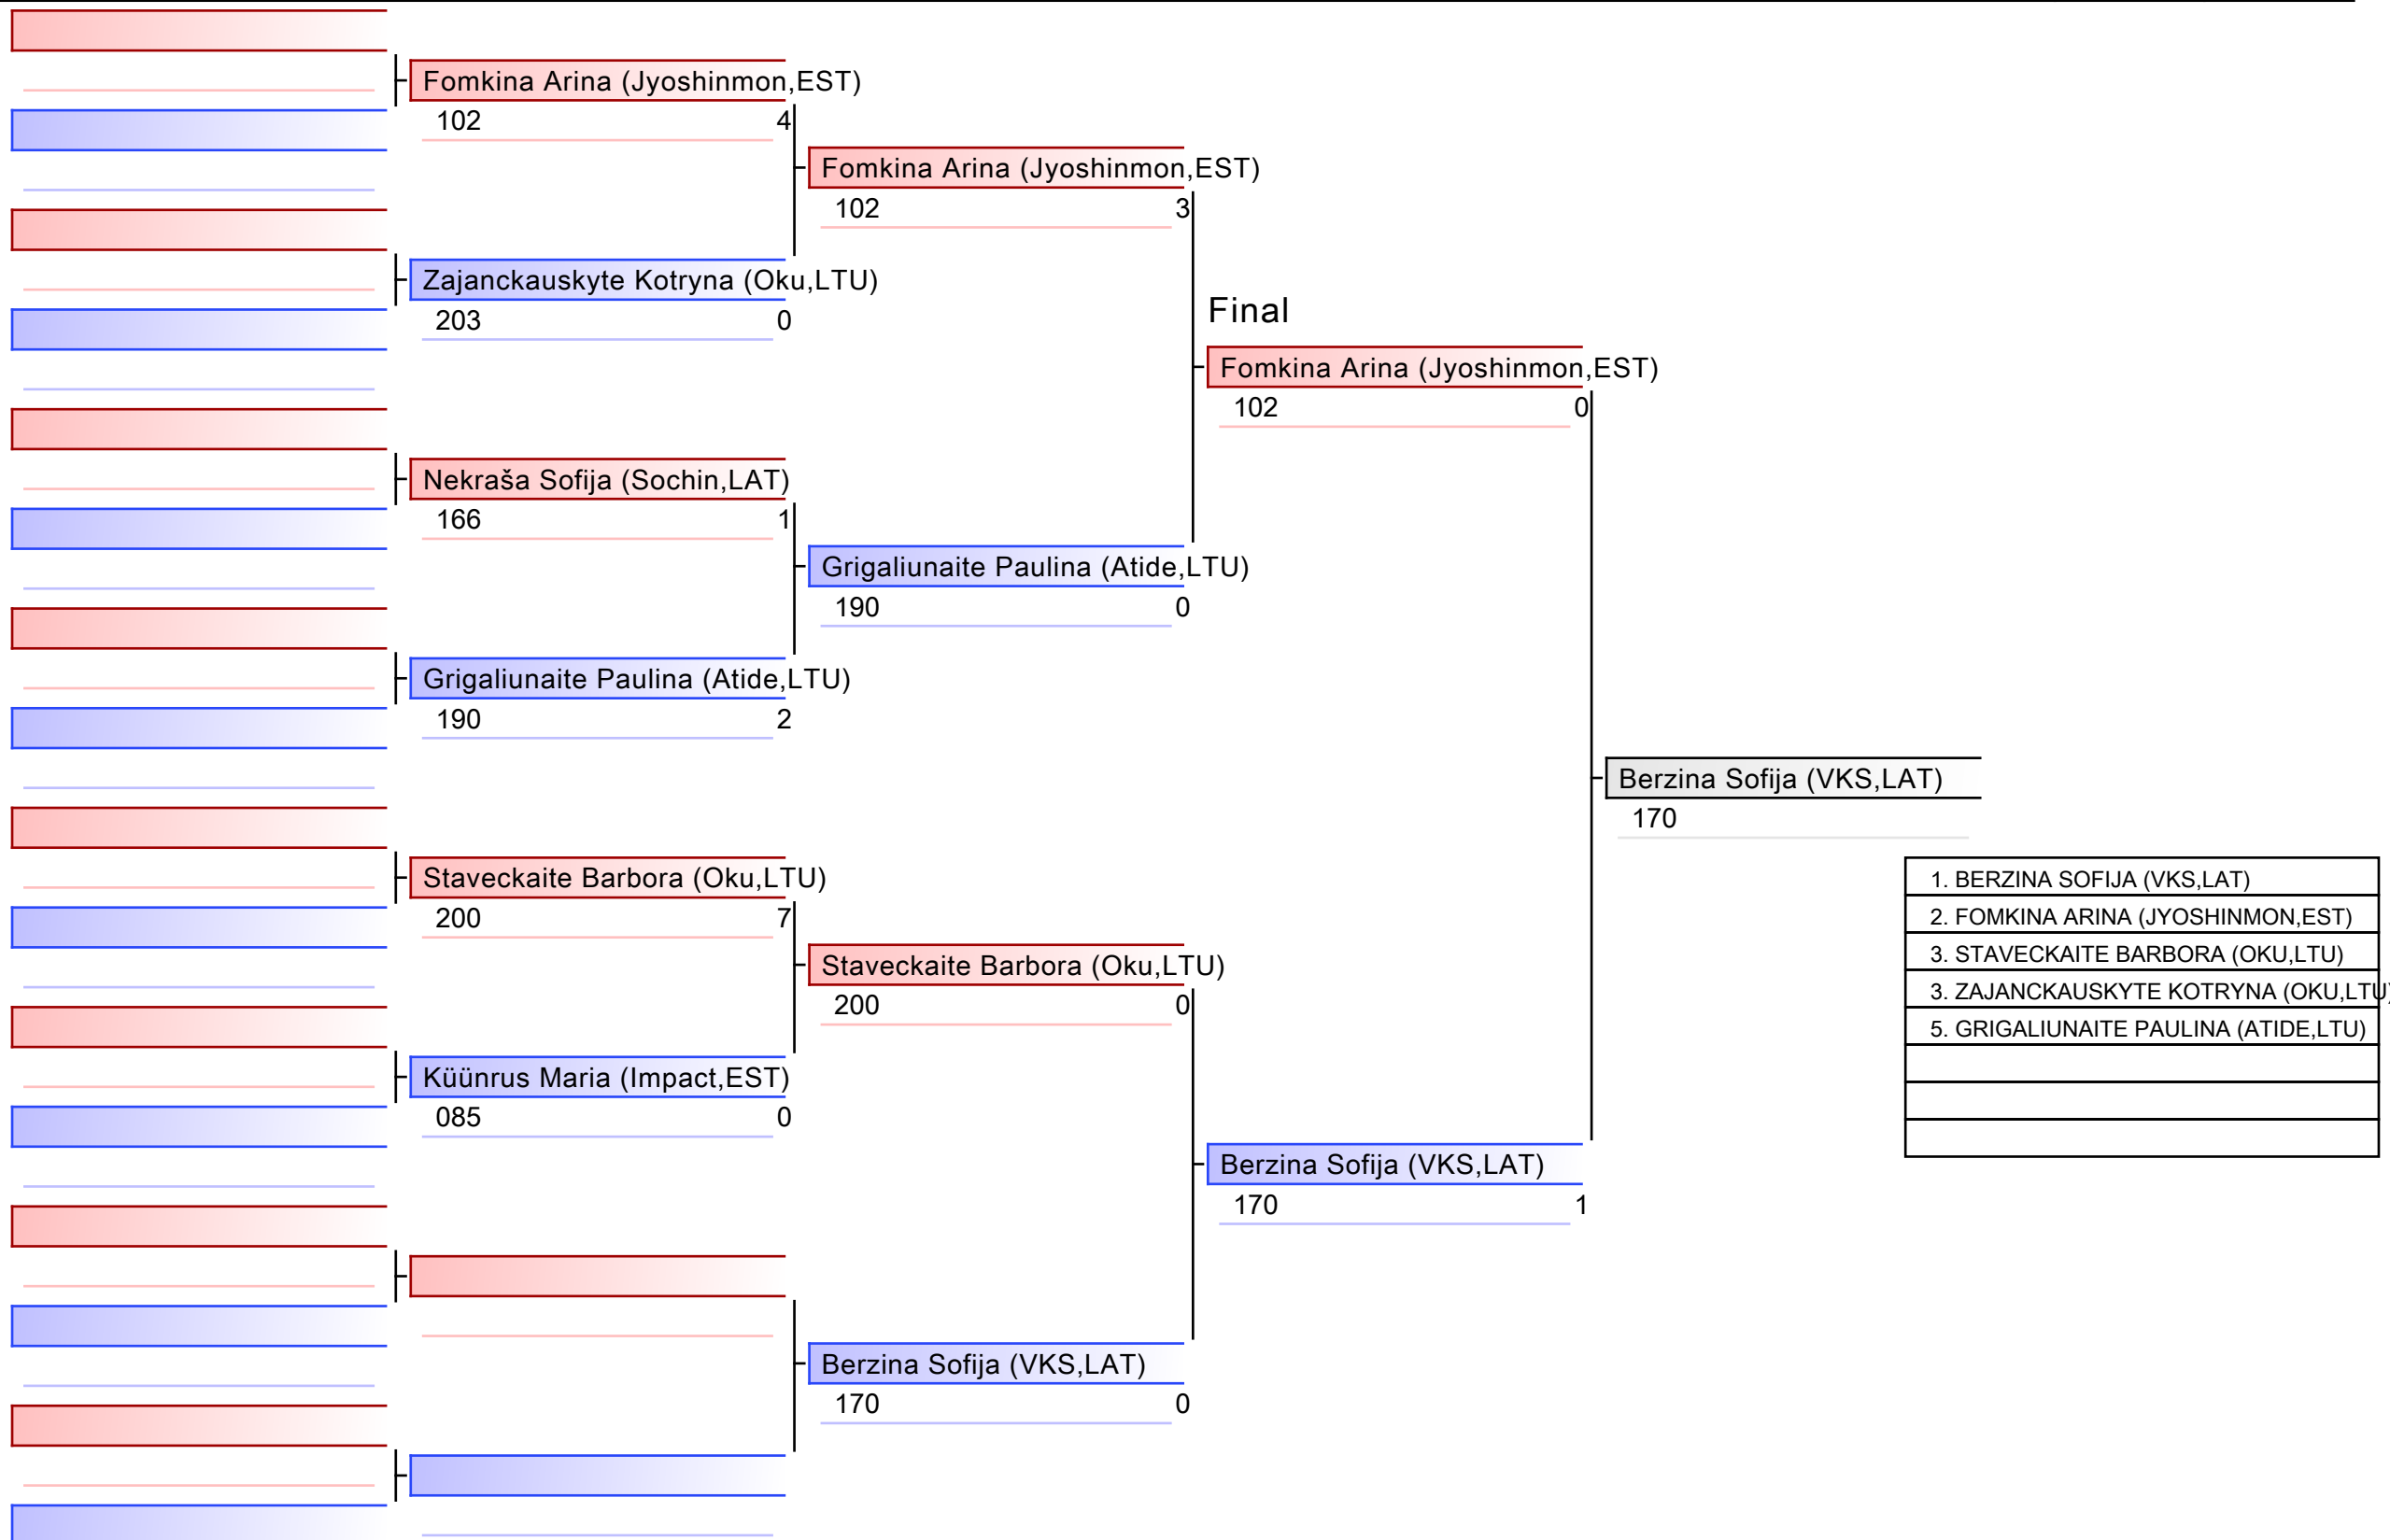 Fomkina Arina (Jyoshinmon,EST)
102 4
Zajanckauskyte Kotryna (Oku,LTU)
203 0
Nekraša Sofija (Sochin,LAT)
166 1
Grigaliunaite Paulina (Atide,LTU)
190 2
Staveckaite Barbora (Oku,LTU)
200 7
Küünrus Maria (Impact,EST)
085 0
Fomkina Arina (Jyoshinmon,EST)
102 3
Grigaliunaite Paulina (Atide,LTU)
190 0
Staveckaite Barbora (Oku,LTU)
200 0
Berzina Sofija (VKS,LAT)
170 0
Final
Fomkina Arina (Jyoshinmon,EST)
102 0
Berzina Sofija (VKS,LAT)
170 1
Berzina Sofija (VKS,LAT)
170
1. BERZINA SOFIJA (VKS,LAT)
2. FOMKINA ARINA (JYOSHINMON,EST)
3. STAVECKAITE BARBORA (OKU,LTU)
3. ZAJANCKAUSKYTE KOTRYNA (OKU,LTU)
5. GRIGALIUNAITE PAULINA (ATIDE,LTU)